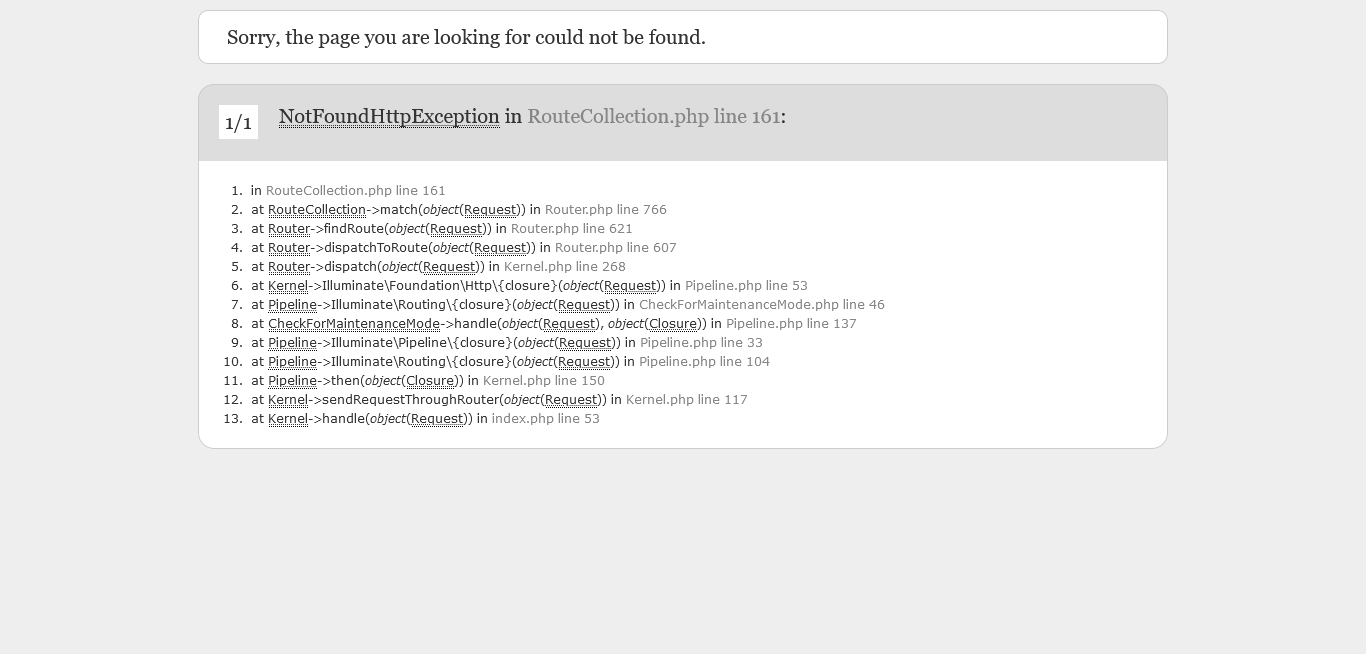 Sorry, the page you are looking for could not be found.
1/1 NotFoundHttpException in RouteCollection.php line 161:
1. in RouteCollection.php line 161
2. at RouteCollection->match(object(Request)) in Router.php line 766
3. at Router->findRoute(object(Request)) in Router.php line 621
4. at Router->dispatchToRoute(object(Request)) in Router.php line 607
5. at Router->dispatch(object(Request)) in Kernel.php line 268
6. at Kernel->Illuminate\Foundation\Http\{closure}(object(Request)) in Pipeline.php line 53
7. at Pipeline->Illuminate\Routing\{closure}(object(Request)) in CheckForMaintenanceMode.php line 46
8. at CheckForMaintenanceMode->handle(object(Request), object(Closure)) in Pipeline.php line 137
9. at Pipeline->Illuminate\Pipeline\{closure}(object(Request)) in Pipeline.php line 33
10. at Pipeline->Illuminate\Routing\{closure}(object(Request)) in Pipeline.php line 104
11. at Pipeline->then(object(Closure)) in Kernel.php line 150
12. at Kernel->sendRequestThroughRouter(object(Request)) in Kernel.php line 117
13. at Kernel->handle(object(Request)) in index.php line 53